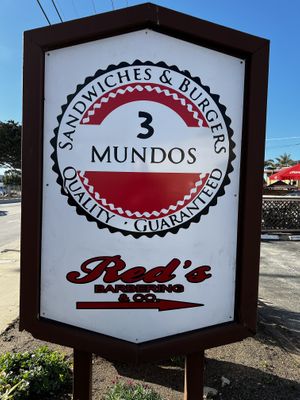 SANDWICHES & BURGERS
3
MUNDOS
QUALITY · GUARANTEED
Red's
BARBERING
& CO.